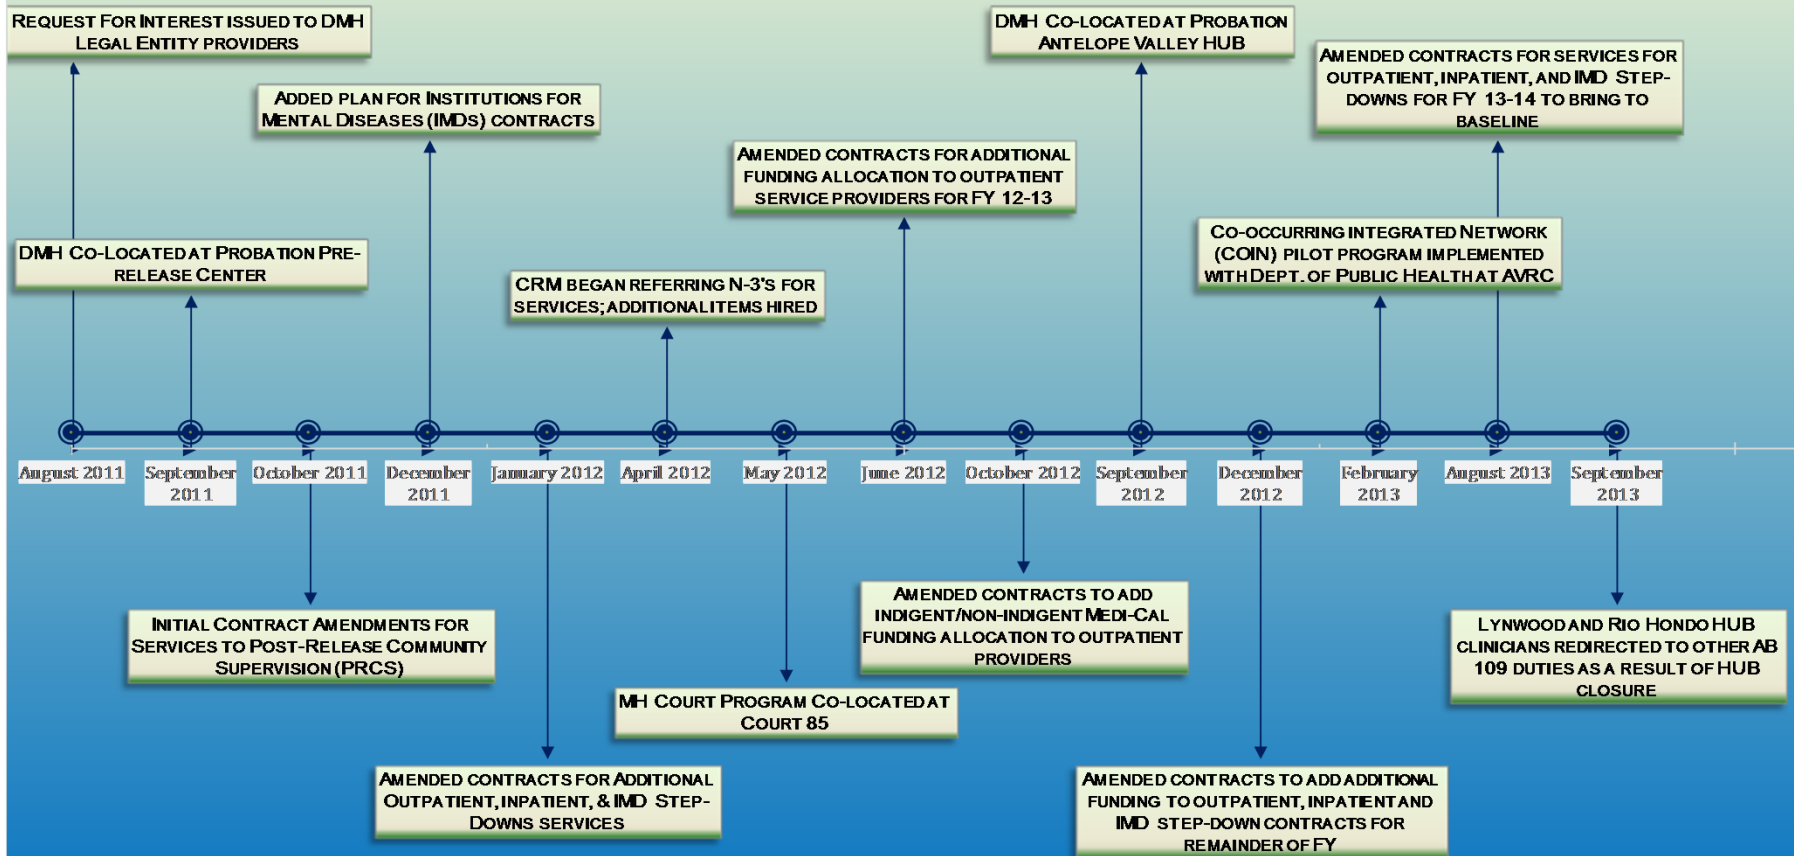 REQUEST FOR INTEREST ISSUED TO DMH
LEGAL ENTITY PROVIDERS
DMH CO-LOCATED AT PROBATION
ANTELOPE VALLEY HUB
AMENDED CONTRACTS FOR SERVICES FOR
OUTPATIENT, INPATIENT, AND IMD STEP-
DOWNS FOR FY 13-14 TO BRING TO
BASELINE
ADDED PLAN FOR INSTITUTIONS FOR
MENTAL DISEASES (IMDS) CONTRACTS
AMENDED CONTRACTS FOR ADDITIONAL
FUNDING ALLOCATION TO OUTPATIENT
SERVICE PROVIDERS FOR FY 12-13
DMH CO-LOCATED AT PROBATION PRE-
RELEASE CENTER
CO-OCCURRING INTEGRATED NETWORK
(COIN) PILOT PROGRAM IMPLEMENTED
WITH DEPT. OF PUBLIC HEALTH AT AVRC
CRM BEGAN REFERRING N-3'S FOR
SERVICES; ADDITIONAL ITEMS HIRED
August 2011
September
2011
October 2011
December
2011
January 2012
April 2012
May 2012
June 2012
October 2012
September
2012
December
2012
February
2013
August 2013
September
2013
INITIAL CONTRACT AMENDMENTS FOR
SERVICES TO POST-RELEASE COMMUNITY
SUPERVISION (PRCS)
AMENDED CONTRACTS TO ADD
INDIGENT/NON-INDIGENT MEDI-CAL
FUNDING ALLOCATION TO OUTPATIENT
PROVIDERS
LYNWOOD AND RIO HONDO HUB
CLINICIANS REDIRECTED TO OTHER AB
109 DUTIES AS A RESULT OF HUB
CLOSURE
MH COURT PROGRAM CO-LOCATED AT
COURT 85
AMENDED CONTRACTS FOR ADDITIONAL
OUTPATIENT, INPATIENT, & IMD STEP-
DOWNS SERVICES
AMENDED CONTRACTS TO ADD ADDITIONAL
FUNDING TO OUTPATIENT, INPATIENT AND
IMD STEP-DOWN CONTRACTS FOR
REMAINDER OF FY